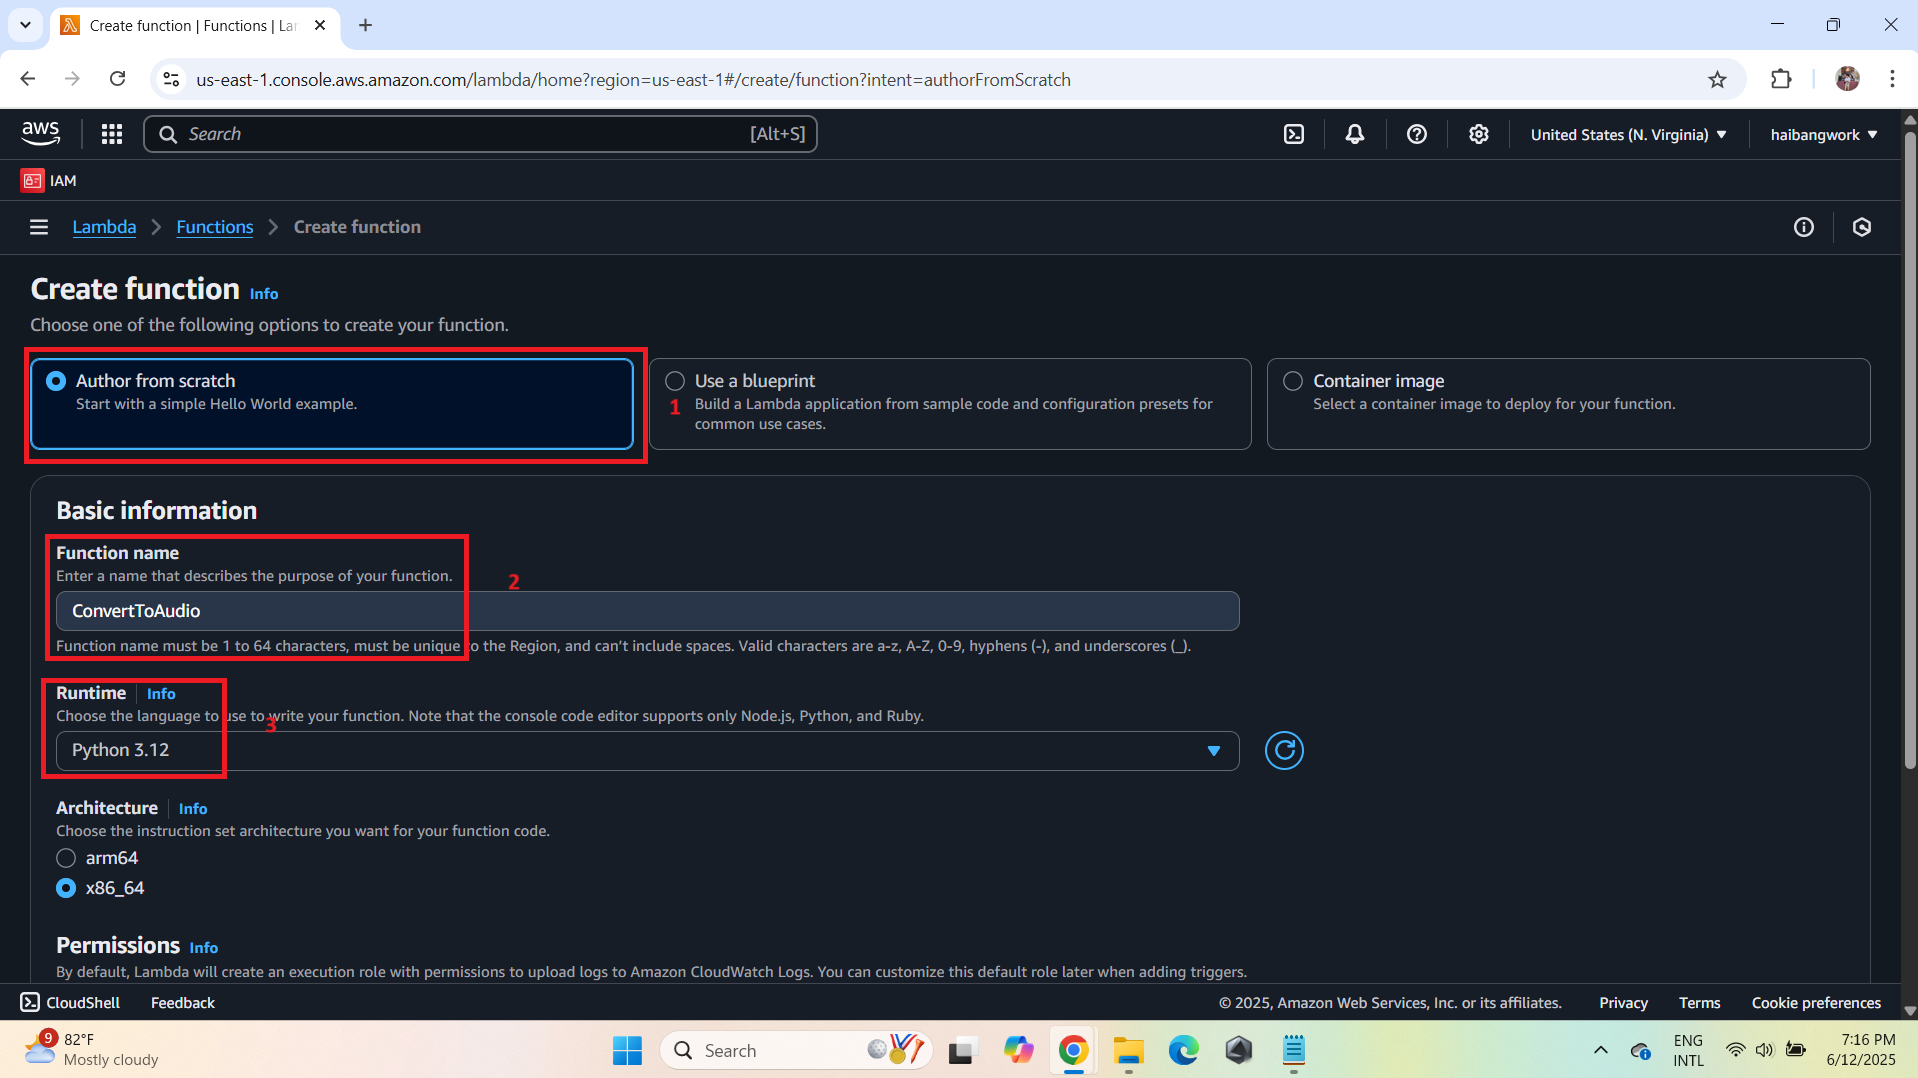 Create function | Functions | La
us-east-1.console.aws.amazon.com/lambda/home?region=us-east-1#/create/function?intent=authorFromScratch
aws
Search
[Alt+S]
United States (N. Virginia)
haibangwork
IAM
Lambda
Functions
Create function
Create function
Info
Choose one of the following options to create your function.
Author from scratch
Start with a simple Hello World example.
Use a blueprint
1
Build a Lambda application from sample code and configuration presets for
common use cases.
Container image
Select a container image to deploy for your function.
Basic information
Function name
Enter a name that describes the purpose of your function.
2
ConvertToAudio
Function name must be 1 to 64 characters, must be unique to the Region, and can't include spaces. Valid characters are a-z, A-Z, 0-9, hyphens (-), and underscores (_).
Runtime
Info
Choose the language to use to write your function. Note that the console code editor supports only Node.js, Python, and Ruby.
3
Python 3.12
Architecture
Info
Choose the instruction set architecture you want for your function code.
arm64
x86_64
Permissions
Info
By default, Lambda will create an execution role with permissions to upload logs to Amazon CloudWatch Logs. You can customize this default role later when adding triggers.
CloudShell
Feedback
© 2025, Amazon Web Services, Inc. or its affiliates.
Privacy
Terms
Cookie preferences
9
82°F
Mostly cloudy
Search
ENG
INTL
7:16 PM
6/12/2025